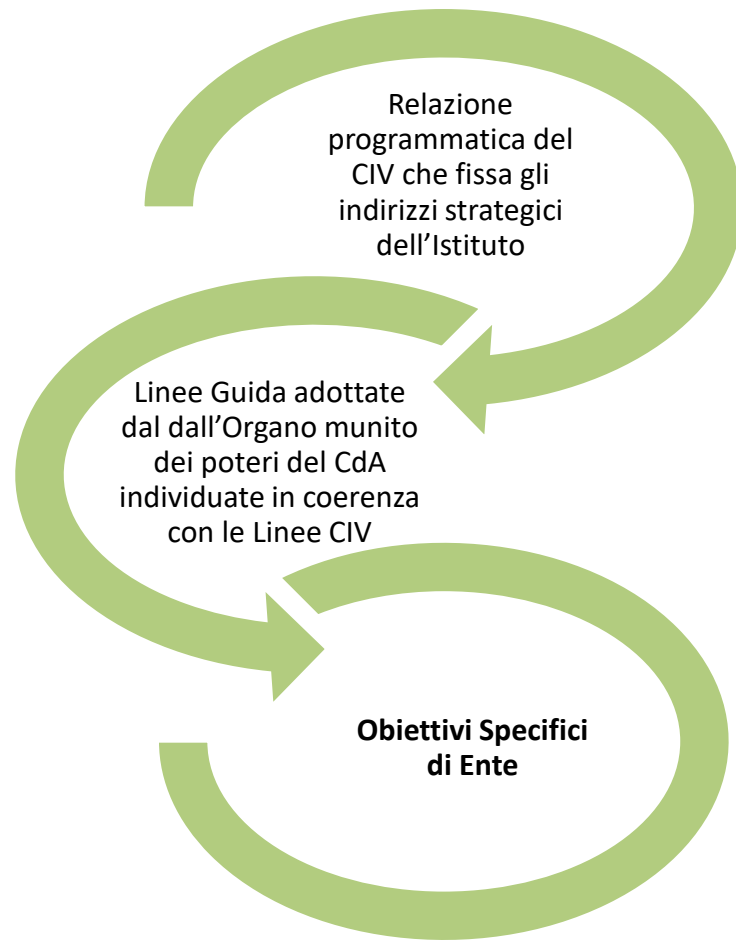 Relazione
programmatica del
CIV che fissa gli
indirizzi strategici
dell’Istituto
Linee Guida adottate
dal dall’Organo munito
dei poteri del CdA
individuate in coerenza
con le Linee CIV
Obiettivi Specifici
di Ente